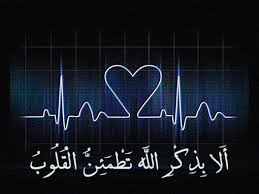 أَلَا بِذِكْرِ اللَّهِ تَطْمَئِنُّ الْقُلُوبُ